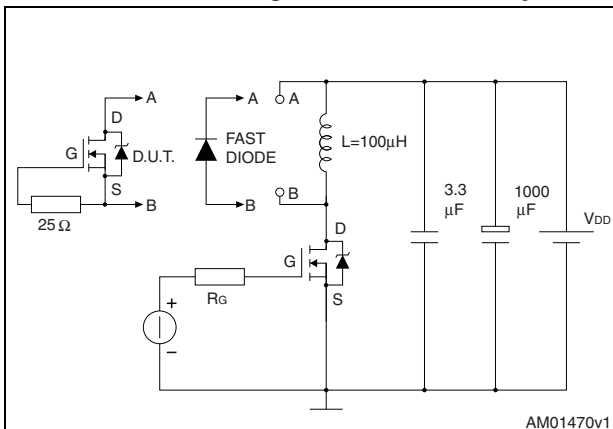 A
D
G
D.U.T.
S
B
25 Ω
A
FAST
DIODE
B
A
L=100μH
B
D
G
S
RG
+
–
3.3
μF
1000
μF
VDD
AM01470v1